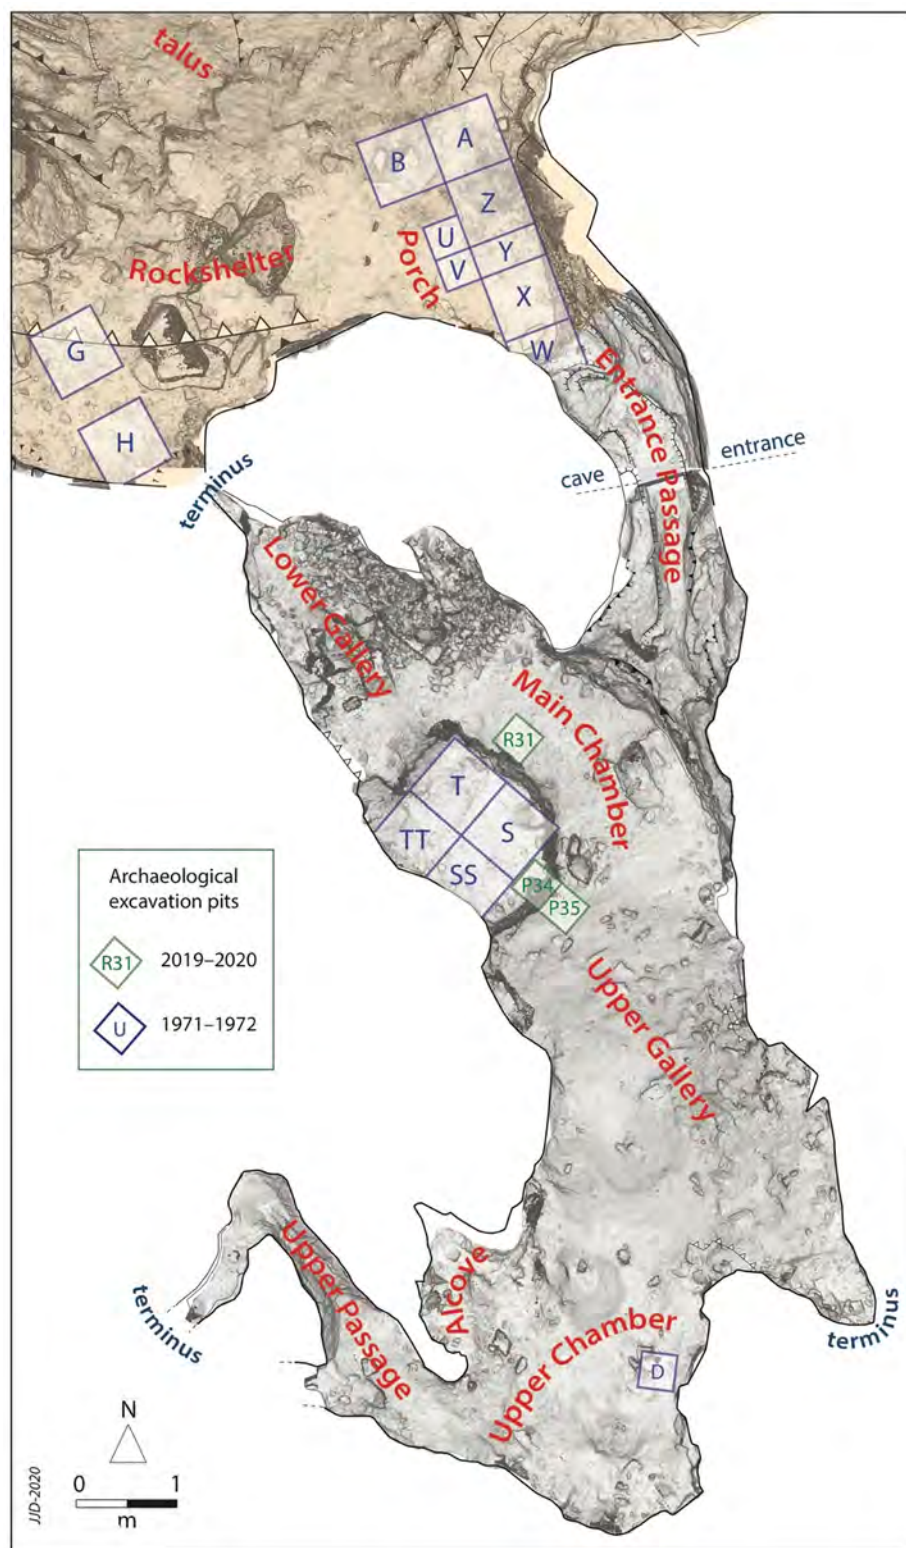 talus
A
B
Z
U
Porch
Y
V
Rockshelter
X
G
W
Entrance Passage
H
entrance
cave
terminus
Lower Gallery
Main Chamber
R31
T
TT
S
SS
P34
P35
Archaeological
excavation pits
R31 2019–2020
U 1971–1972
Upper Gallery
Upper Passage
Alcove
terminus
terminus
Upper Chamber
D
N
0 1
m
JJD-2020